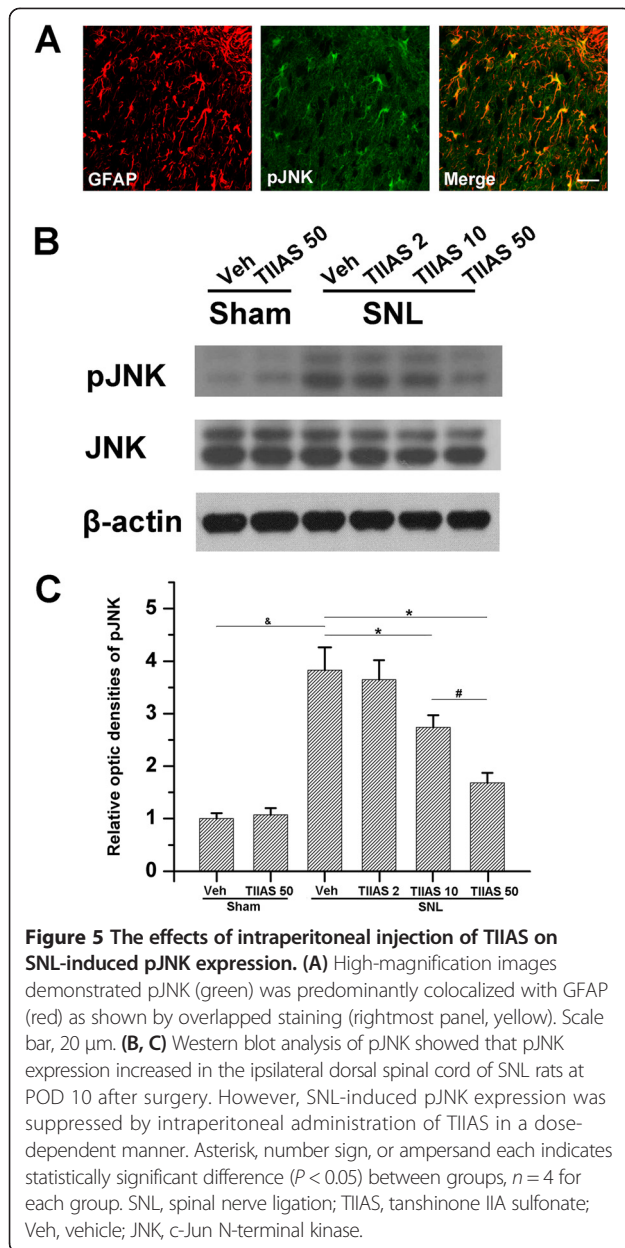 A
GFAP
pJNK
Merge
B
Veh
TIIAS 50
Veh
TIIAS 2
TIIAS 10
TIIAS 50
Sham
SNL
pJNK
JNK
β-actin
C
Relative optic densities of pJNK
5
4
3
2
1
0
&
*
*
#
Veh TIIAS 50 Veh TIIAS 2 TIIAS 10 TIIAS 50
Sham SNL
Figure 5 The effects of intraperitoneal injection of TIIAS on
SNL-induced pJNK expression. (A) High-magnification images
demonstrated pJNK (green) was predominantly colocalized with GFAP
(red) as shown by overlapped staining (rightmost panel, yellow). Scale
bar, 20 μm. (B, C) Western blot analysis of pJNK showed that pJNK
expression increased in the ipsilateral dorsal spinal cord of SNL rats at
POD 10 after surgery. However, SNL-induced pJNK expression was
suppressed by intraperitoneal administration of TIIAS in a dose-
dependent manner. Asterisk, number sign, or ampersand each indicates
statistically significant difference (P < 0.05) between groups, n = 4 for
each group. SNL, spinal nerve ligation; TIIAS, tanshinone IIA sulfonate;
Veh, vehicle; JNK, c-Jun N-terminal kinase.